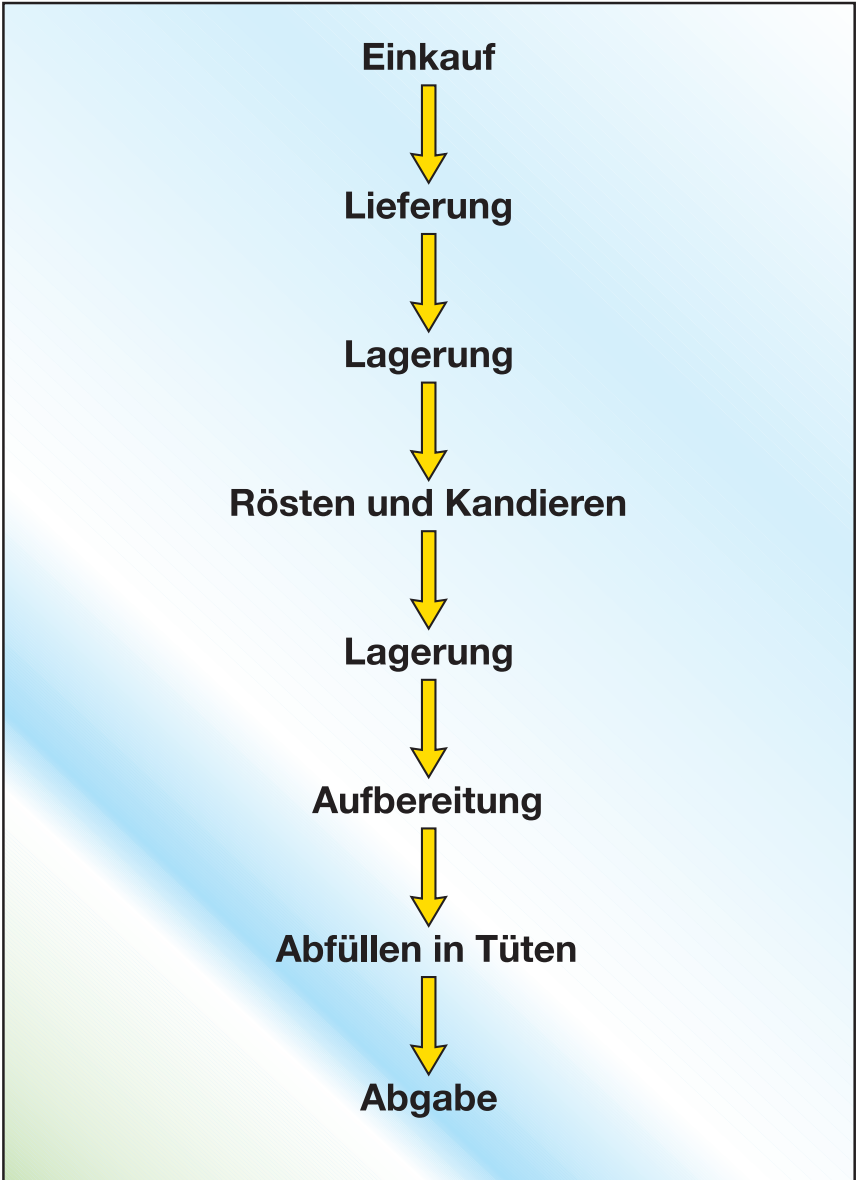 Einkauf
Lieferung
Lagerung
Rösten und Kandieren
Lagerung
Aufbereitung
Abfüllen in Tüten
Abgabe